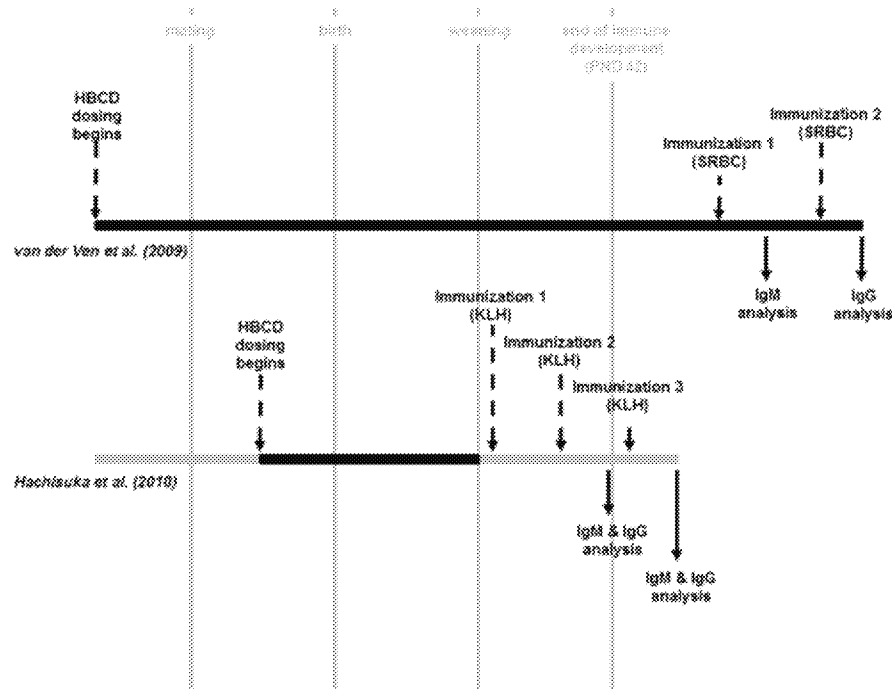 mating
birth
weaning
end of immune
development
(PND 42)
HBCD
dosing
begins
Immunization 1
(SRBC)
Immunization 2
(SRBC)
van der Ven et al. (2009)
IgM
analysis
IgG
analysis
HBCD
dosing
begins
Immunization 1
(KLH)
Immunization 2
(KLH)
Immunization 3
(KLH)
Hachisuka et al. (2010)
IgM & IgG
analysis
IgM & IgG
analysis